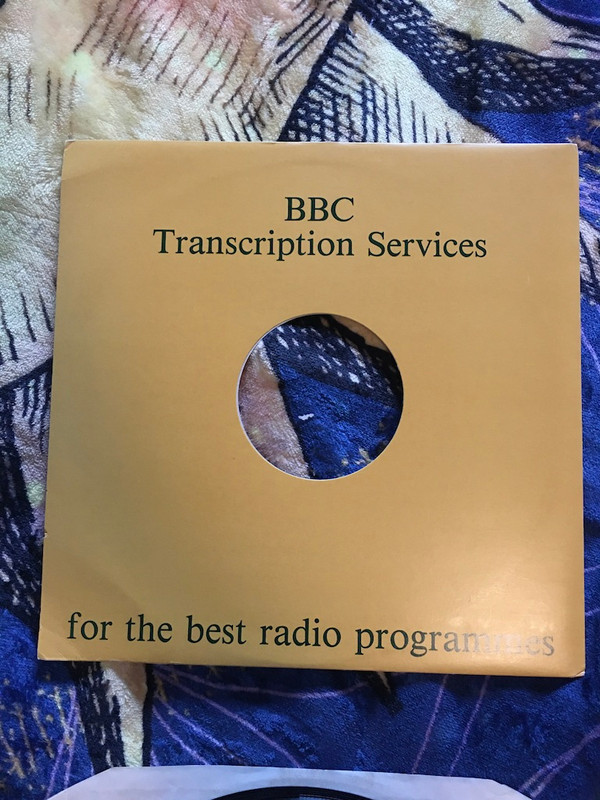 BBC
Transcription Services
for the best radio programmes